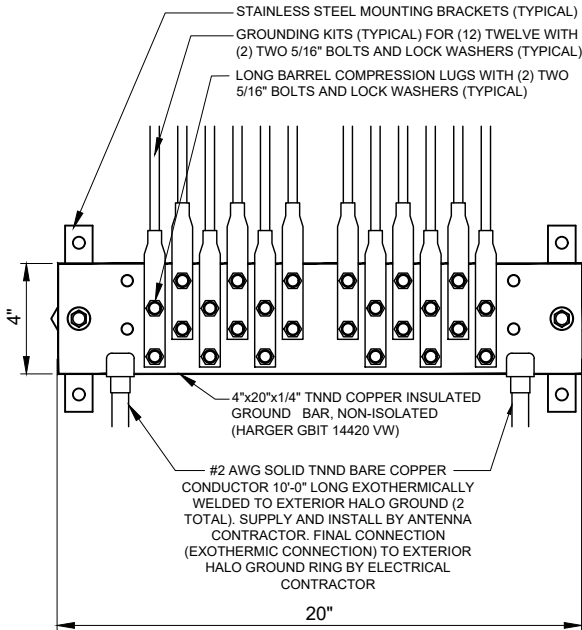 STAINLESS STEEL MOUNTING BRACKETS (TYPICAL)
GROUNDING KITS (TYPICAL) FOR (12) TWELVE WITH
(2) TWO 5/16" BOLTS AND LOCK WASHERS (TYPICAL)
LONG BARREL COMPRESSION LUGS WITH (2) TWO
5/16" BOLTS AND LOCK WASHERS (TYPICAL)
4"
4"x20"x1/4" TNND COPPER INSULATED
GROUND BAR, NON-ISOLATED
(HARGER GBIT 14420 VW)
#2 AWG SOLID TNND BARE COPPER
CONDUCTOR 10'-0" LONG EXOTHERMICALLY
WELDED TO EXTERIOR HALO GROUND (2
TOTAL). SUPPLY AND INSTALL BY ANTENNA
CONTRACTOR. FINAL CONNECTION
(EXOTHERMIC CONNECTION) TO EXTERIOR
HALO GROUND RING BY ELECTRICAL
CONTRACTOR
20"